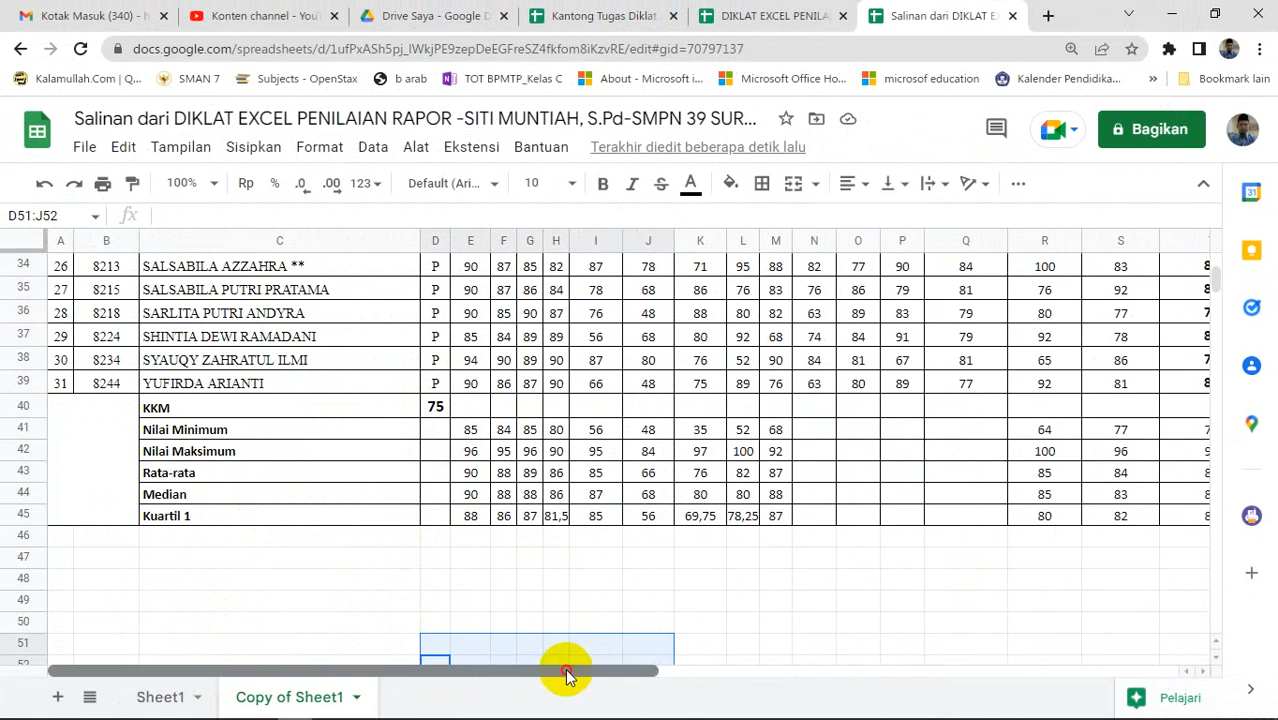 Kotak Masuk (340) - h
Konten channel - YouT
Drive Saya - Google D
Kantong Tugas Diklat
DIKLAT EXCEL PENILA
Salinan dari DIKLAT EX
docs.google.com/spreadsheets/d/1ufPxASh5pj_IWkjPE9zepDeEGFreSZ4fkfom8iKzvRE/edit#gid=70797137
Kalamullah.Com | Q...
SMAN 7
Subjects - OpenStax
b arab
TOT BPMTP_Kelas C
About - Microsoft i...
Microsoft Office Ho...
microsof education
Kalender Pendidika...
Bookmark lain
Salinan dari DIKLAT EXCEL PENILAIAN RAPOR -SITI MUNTIAH, S.Pd-SMPN 39 SUR...
Bagikan
File Edit Tampilan Sisipkan Format Data Alat Ekstensi Bantuan Terakhir diedit beberapa detik lalu
100% Rp % .0 .00 123 Default (Ari... 10 B I S A
D51:J52 fx
A B C D E F G H I J K L M N O P Q R S
34 26 8213 SALSABILA AZZAHRA ** P 90 87 85 82 87 78 71 95 88 82 77 90 84 100 83 8
35 27 8215 SALSABILA PUTRI PRATAMA P 90 87 86 84 78 68 86 76 83 76 86 79 81 76 92 8
36 28 8218 SARLITA PUTRI ANDYRA P 90 85 90 87 76 48 88 80 82 63 89 83 79 80 77 7
37 29 8224 SHINTIA DEWI RAMADANI P 85 84 89 89 56 68 80 92 68 74 84 91 79 92 78 8
38 30 8234 SYAUQY ZAHRATUL ILMI P 94 90 89 90 87 80 76 52 90 84 81 67 81 65 86 7
39 31 8244 YUFIRDA ARIANTI P 90 86 87 90 66 48 75 89 76 63 80 89 77 92 81 8
40 KKM 75
41 Nilai Minimum 85 84 85 80 56 48 35 52 68 64 77 7
42 Nilai Maksimum 96 95 96 90 95 84 97 100 92 100 96 9
43 Rata-rata 90 88 89 86 85 66 76 82 87 85 84 8
44 Median 90 88 88 86 87 68 80 80 88 85 83 8
45 Kuartil 1 88 86 87 81,5 85 56 69,75 78,25 87 80 82 8
46
47
48
49
50
51
52
Sheet1
Copy of Sheet1
Pelajari